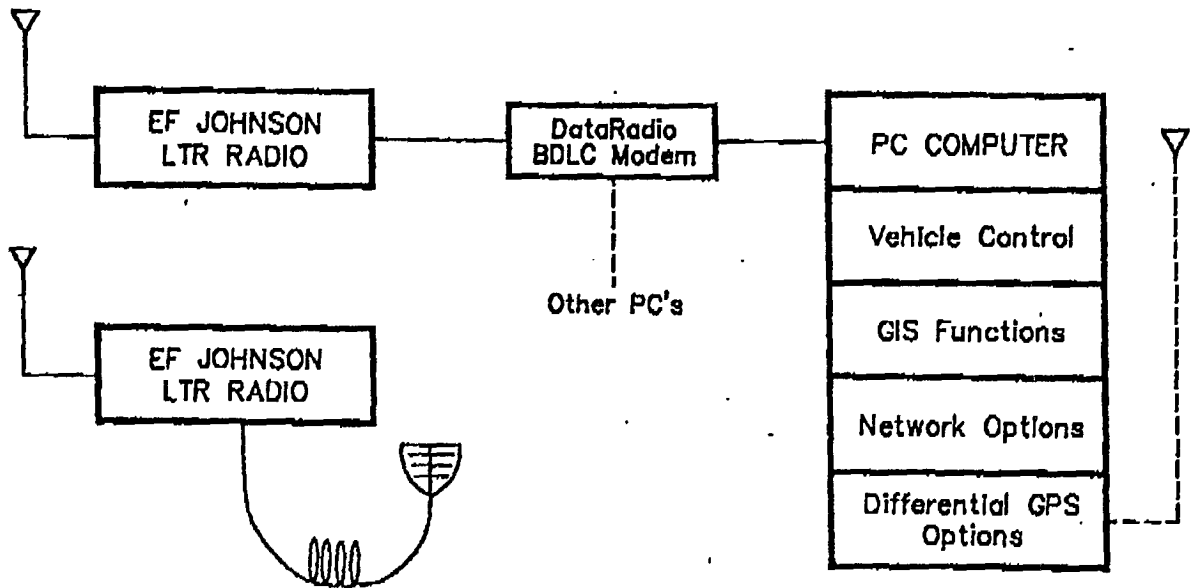 EF JOHNSON
LTR RADIO
DataRadio
BDLC Modem
PC COMPUTER
Vehicle Control
Other PC's
GIS Functions
EF JOHNSON
LTR RADIO
Network Options
Differential GPS
Options